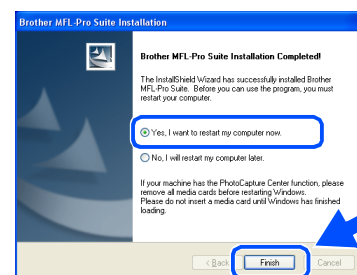 Brother MFL-Pro Suite Installation
Brother MFL-Pro Suite Installation Completed!
The InstallShield Wizard has successfully installed Brother
MFL-Pro Suite. Before you can use the program, you must
restart your computer.
Yes, I want to restart my computer now.
No, I will restart my computer later.
If your machine has the PhotoCapture Center function, please
remove all media cards before restarting Windows.
Please do not insert a media card until Windows has finished
loading.
< Back Finish Cancel